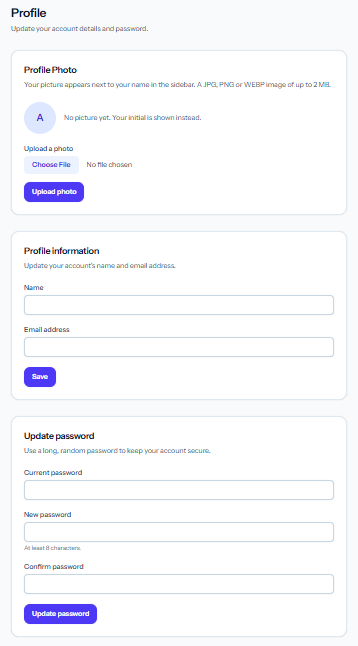 Profile
Update your account details and password.
Profile Photo
Your picture appears next to your name in the sidebar. A JPG, PNG or WEBP image of up to 2 MB.
A
No picture yet. Your initial is shown instead.
Upload a photo
Choose File
No file chosen
Upload photo
Profile information
Update your account's name and email address.
Name
Email address
Save
Update password
Use a long, random password to keep your account secure.
Current password
New password
At least 8 characters.
Confirm password
Update password